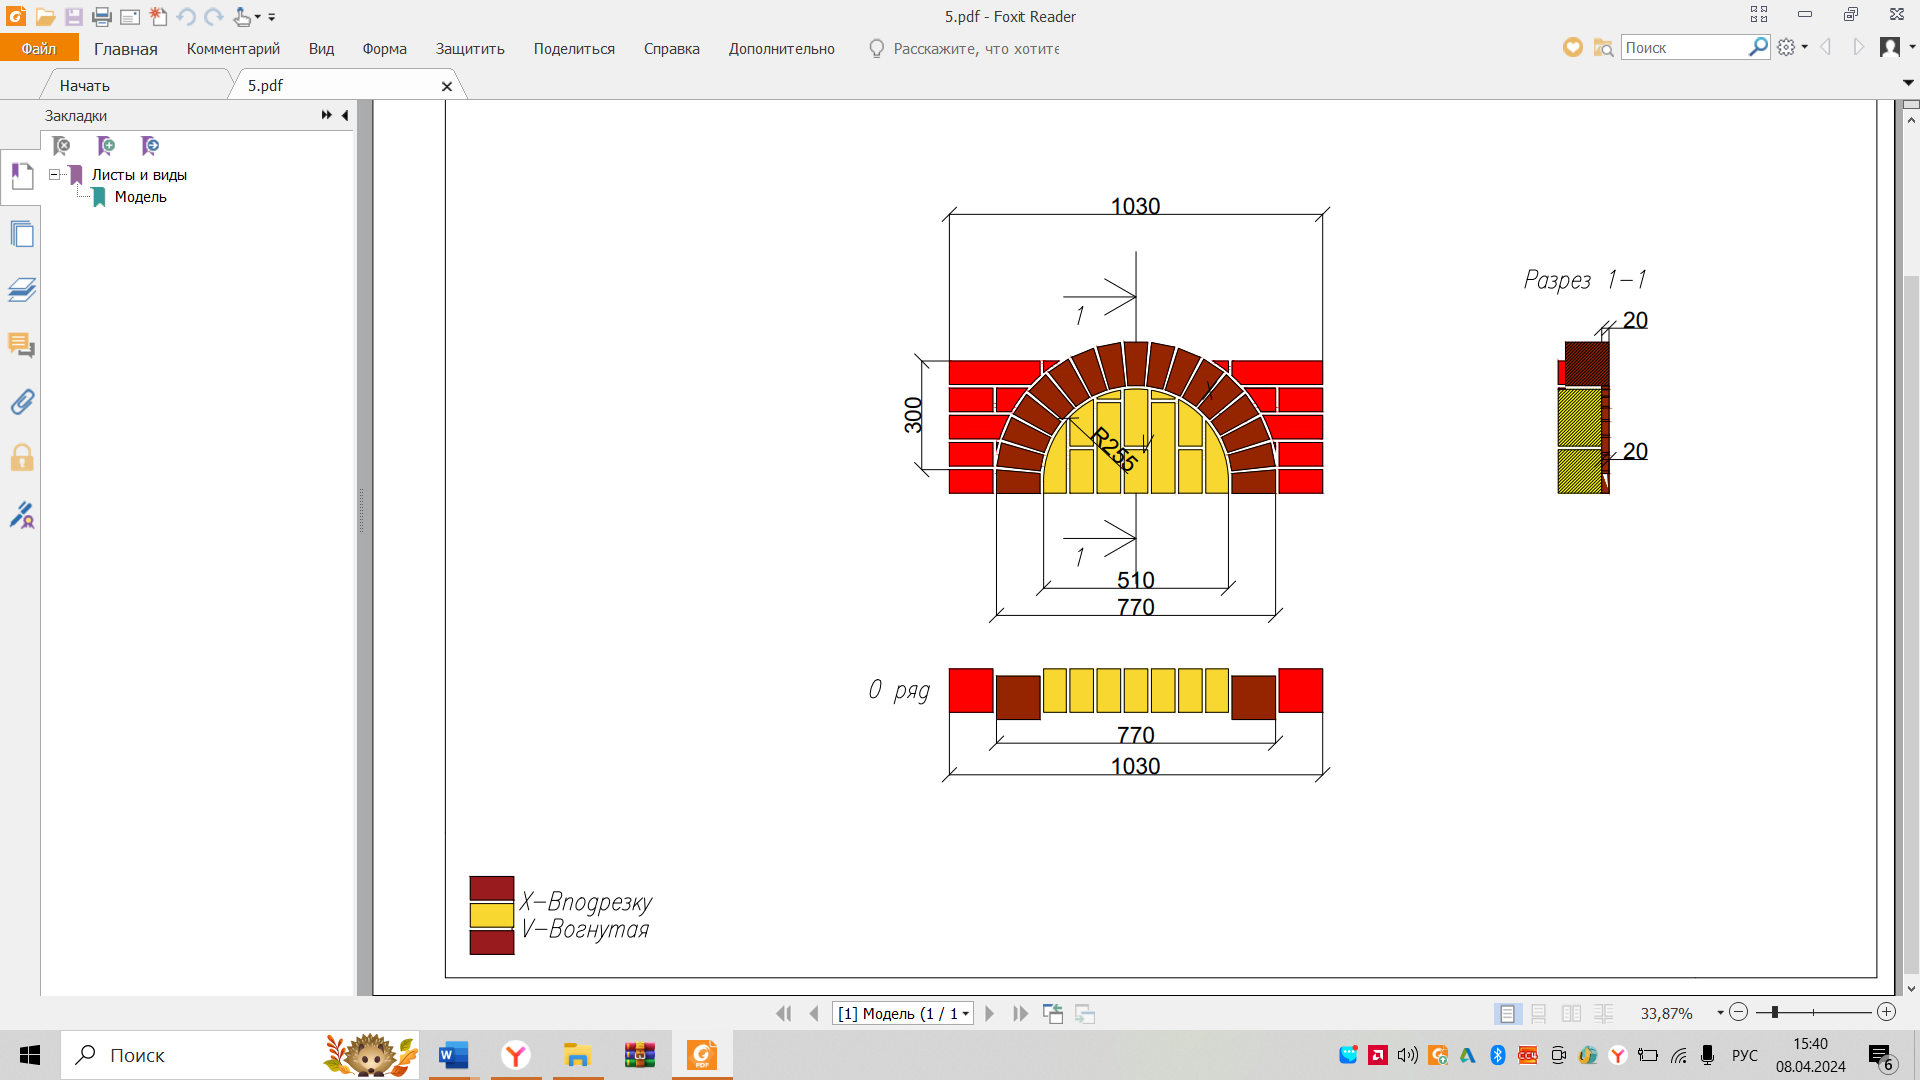 5.pdf - Foxit Reader
Файл
Главная
Комментарий
Вид
Форма
Защитить
Поделиться
Справка
Дополнительно
Расскажите, что хотите
Поиск
Начать
5.pdf
Закладки
Листы и виды
Модель
1030
1
Разрез 1-1
20
300
X
V
R255
20
1
510
770
0 ряд
770
1030
X-Вподрезку
V-Вогнутая
[1] Модель (1 / 1
33,87%
Поиск
РУС
15:40
08.04.2024
6